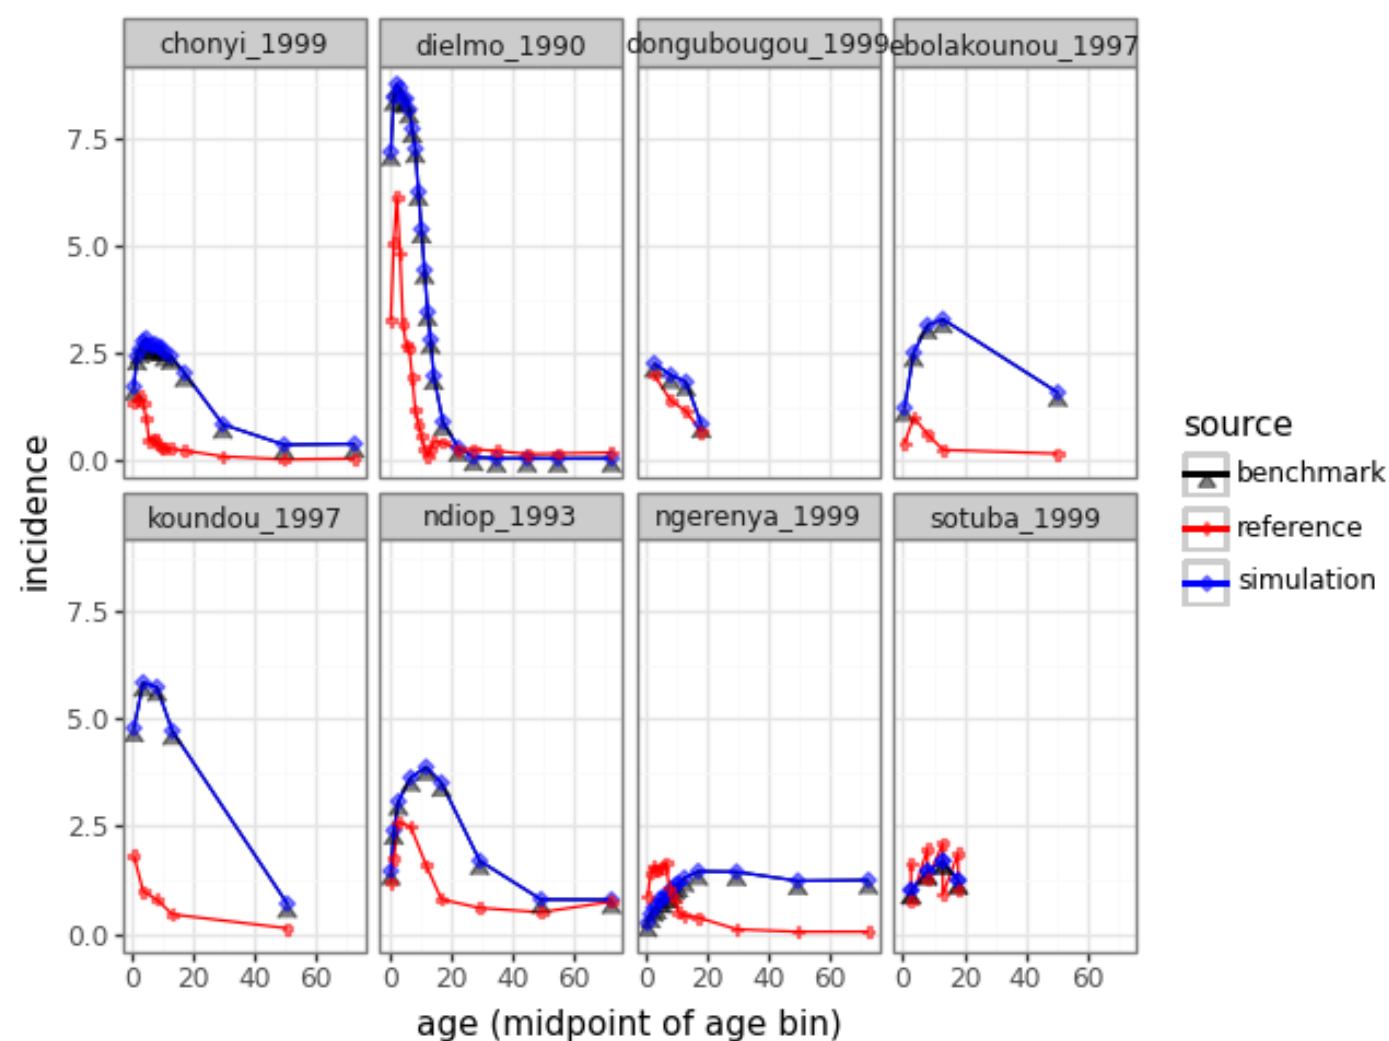 chonyi_1999
dielmo_1990
dongubougou_1999
ebolakounou_1997
7.5
5.0
2.5
0.0
koundou_1997
ndiop_1993
ngerenya_1999
sotuba_1999
7.5
5.0
2.5
0.0
0 20 40 60
0 20 40 60
0 20 40 60
0 20 40 60
incidence
age (midpoint of age bin)
source
benchmark
reference
simulation